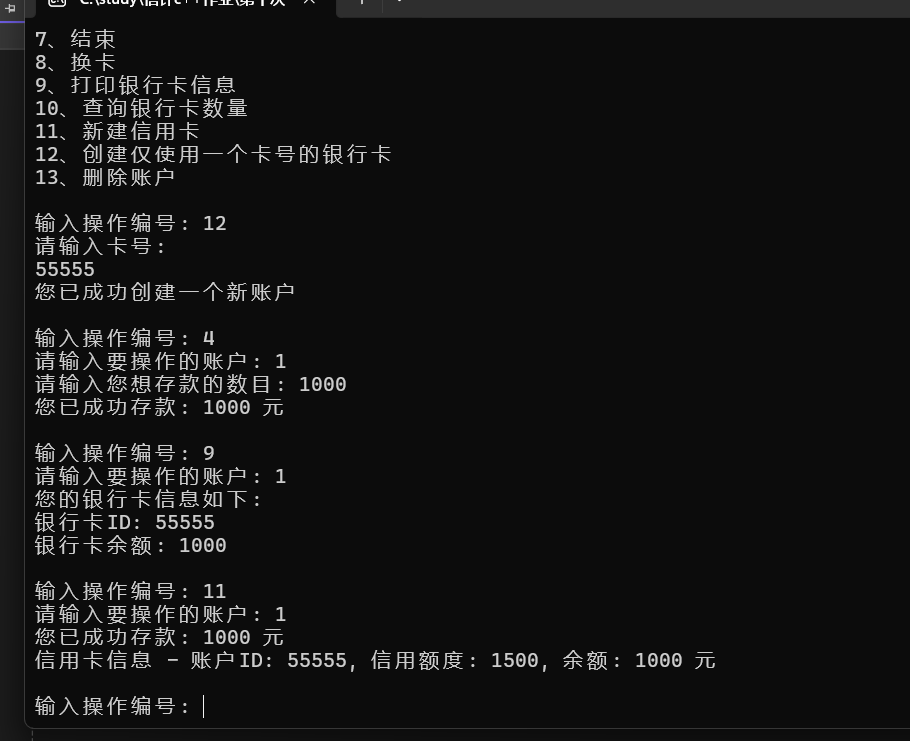 7、结束
8、换卡
9、打印银行卡信息
10、查询银行卡数量
11、新建信用卡
12、创建仅使用一个卡号的银行卡
13、删除账户
输入操作编号: 12
请输入卡号:
55555
您已成功创建一个新账户
输入操作编号: 4
请输入要操作的账户: 1
请输入您想存款的数目: 1000
您已成功存款: 1000 元
输入操作编号: 9
请输入要操作的账户: 1
您的银行卡信息如下:
银行卡ID: 55555
银行卡余额: 1000
输入操作编号: 11
请输入要操作的账户: 1
您已成功存款: 1000 元
信用卡信息 - 账户ID: 55555, 信用额度: 1500, 余额: 1000 元
输入操作编号: